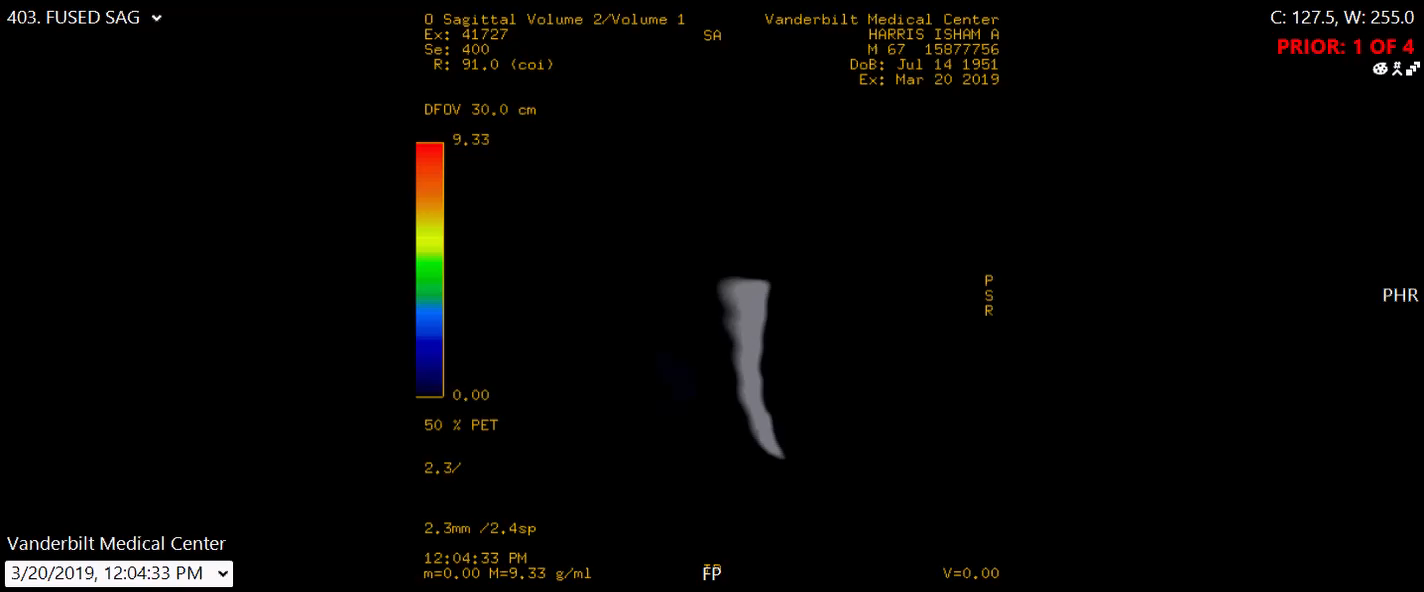 403. FUSED SAG
O Sagittal Volume 2/Volume 1
Ex: 41727
Se: 400
R: 91.0 (coi)
DFOV 30.0 cm
SA
Vanderbilt Medical Center
HARRIS ISHAM A
M 67 15877756
DoB: Jul 14 1951
Ex: Mar 20 2019
C: 127.5, W: 255.0
PRIOR: 1 OF 4
9.33
0.00
P
S
R
PHR
50 % PET
2.3/
2.3mm /2.4sp
12:04:33 PM
m=0.00 M=9.33 g/ml
FP
V=0.00
Vanderbilt Medical Center
3/20/2019, 12:04:33 PM